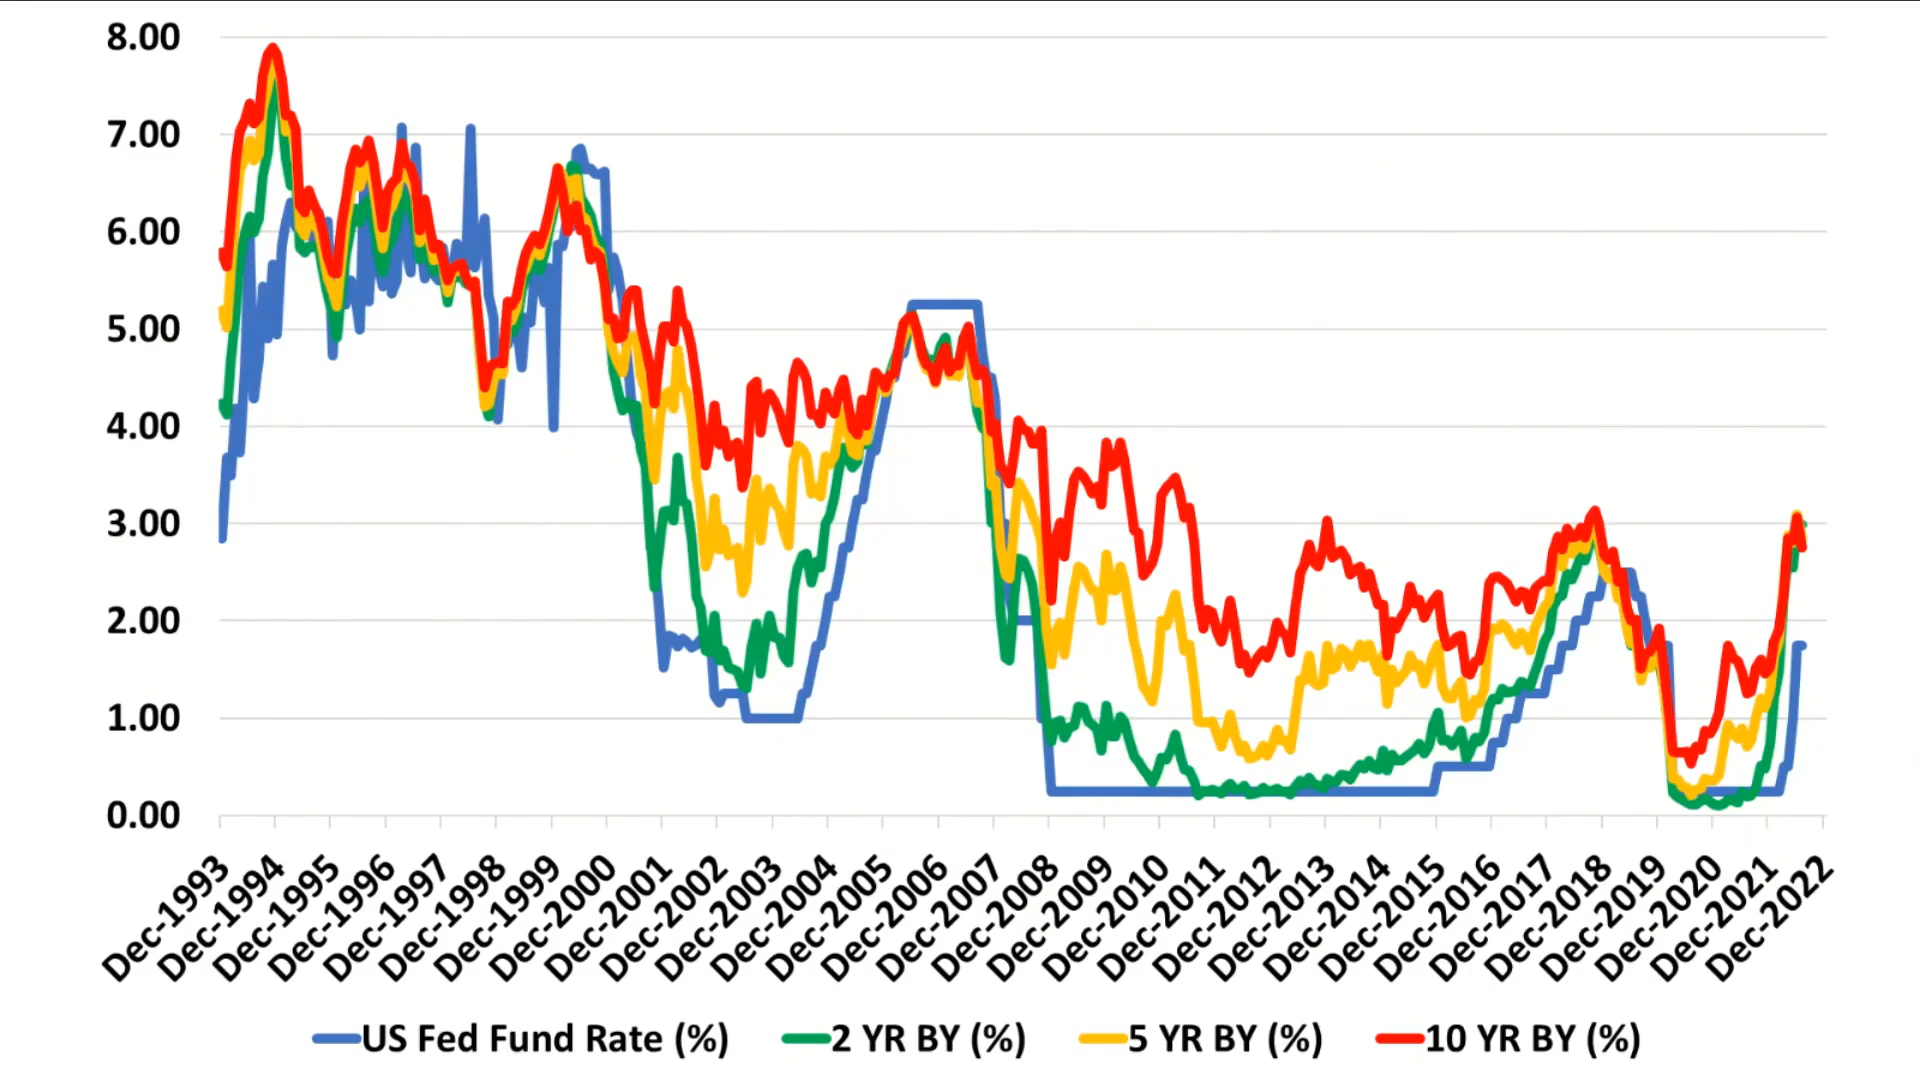 8.00
7.00
6.00
5.00
4.00
3.00
2.00
1.00
0.00
Dec-1993
Dec-1994
Dec-1995
Dec-1996
Dec-1997
Dec-1998
Dec-1999
Dec-2000
Dec-2001
Dec-2002
Dec-2003
Dec-2004
Dec-2005
Dec-2006
Dec-2007
Dec-2008
Dec-2009
Dec-2010
Dec-2011
Dec-2012
Dec-2013
Dec-2014
Dec-2015
Dec-2016
Dec-2017
Dec-2018
Dec-2019
Dec-2020
Dec-2021
Dec-2022
US Fed Fund Rate (%) 2 YR BY (%) 5 YR BY (%) 10 YR BY (%)